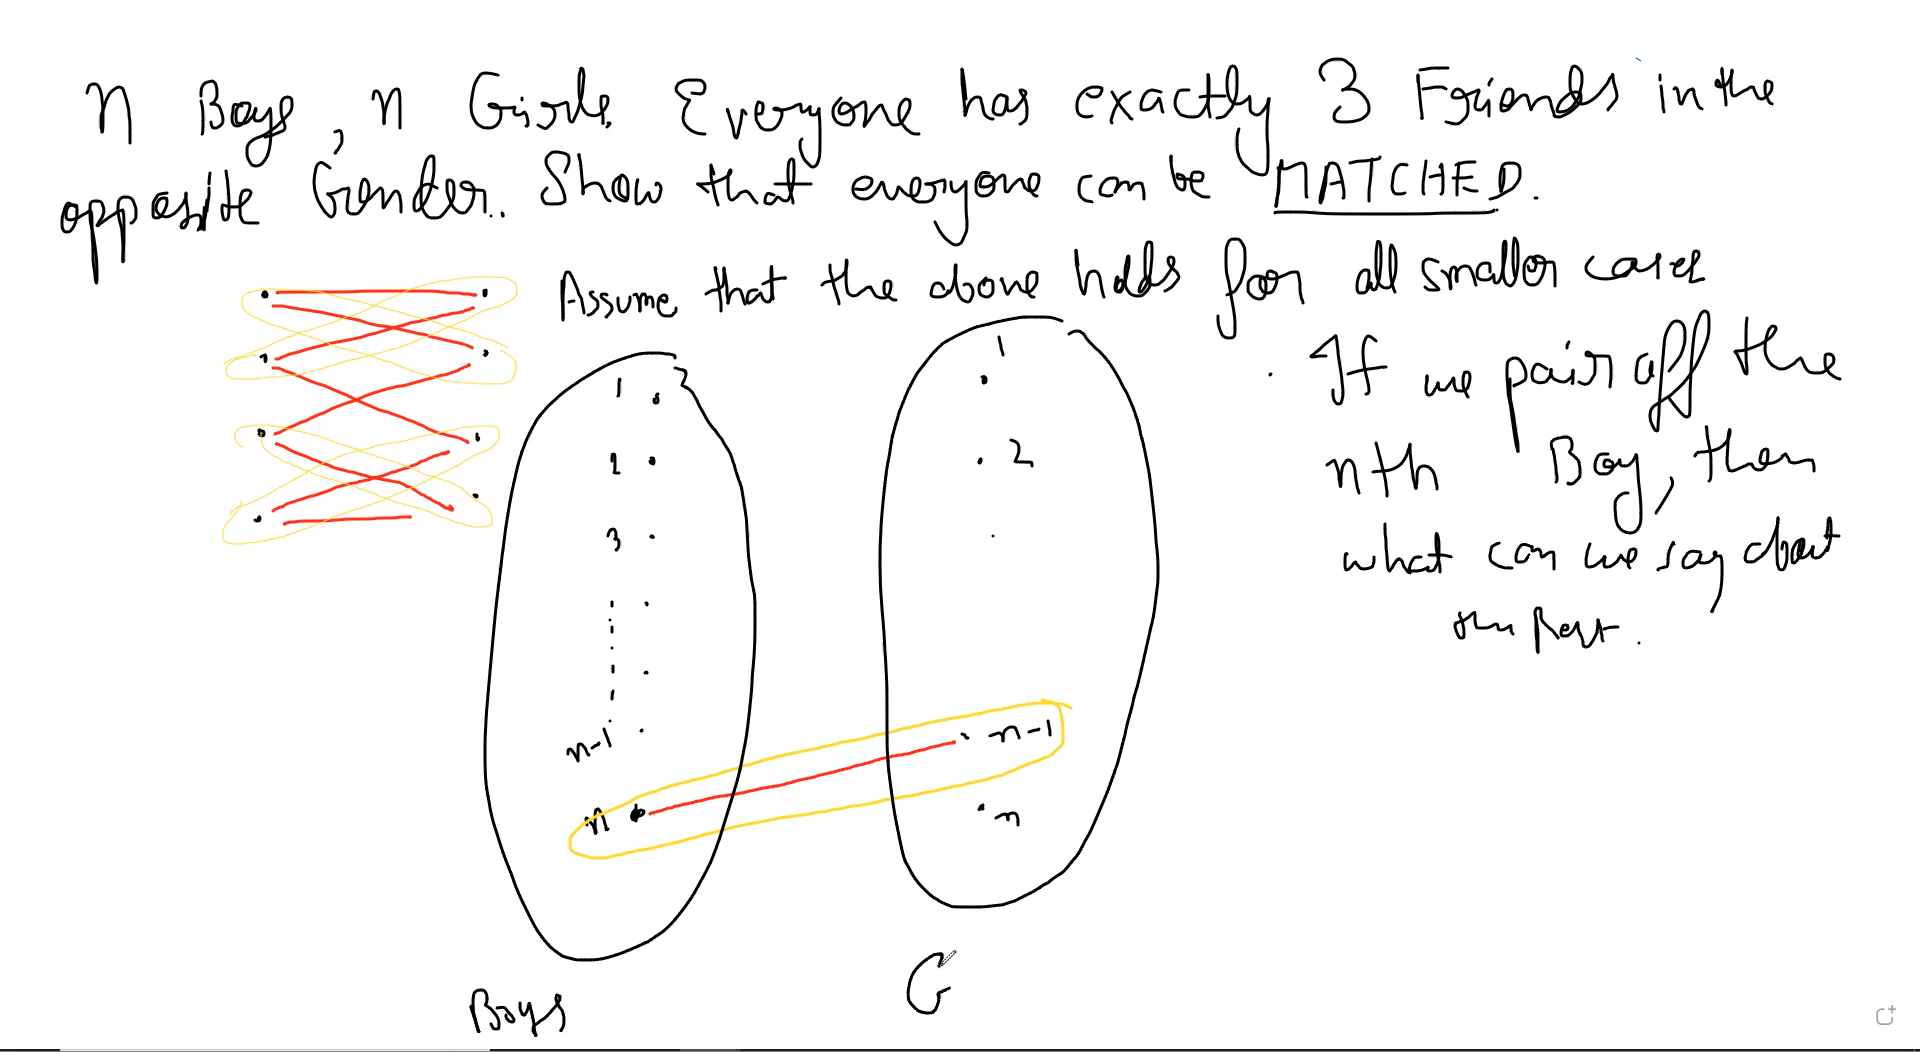 n Boys, n Girls. Everyone has exactly 3 Friends in the
opposite Gender. Show that everyone can be MATCHED.
Assume that the above holds for all smaller cases
. If we pair off the
nth Boy, then
what can we say about
the Rest.
1
2
3
n-1
n
1
2
n-1
n
Boys
G